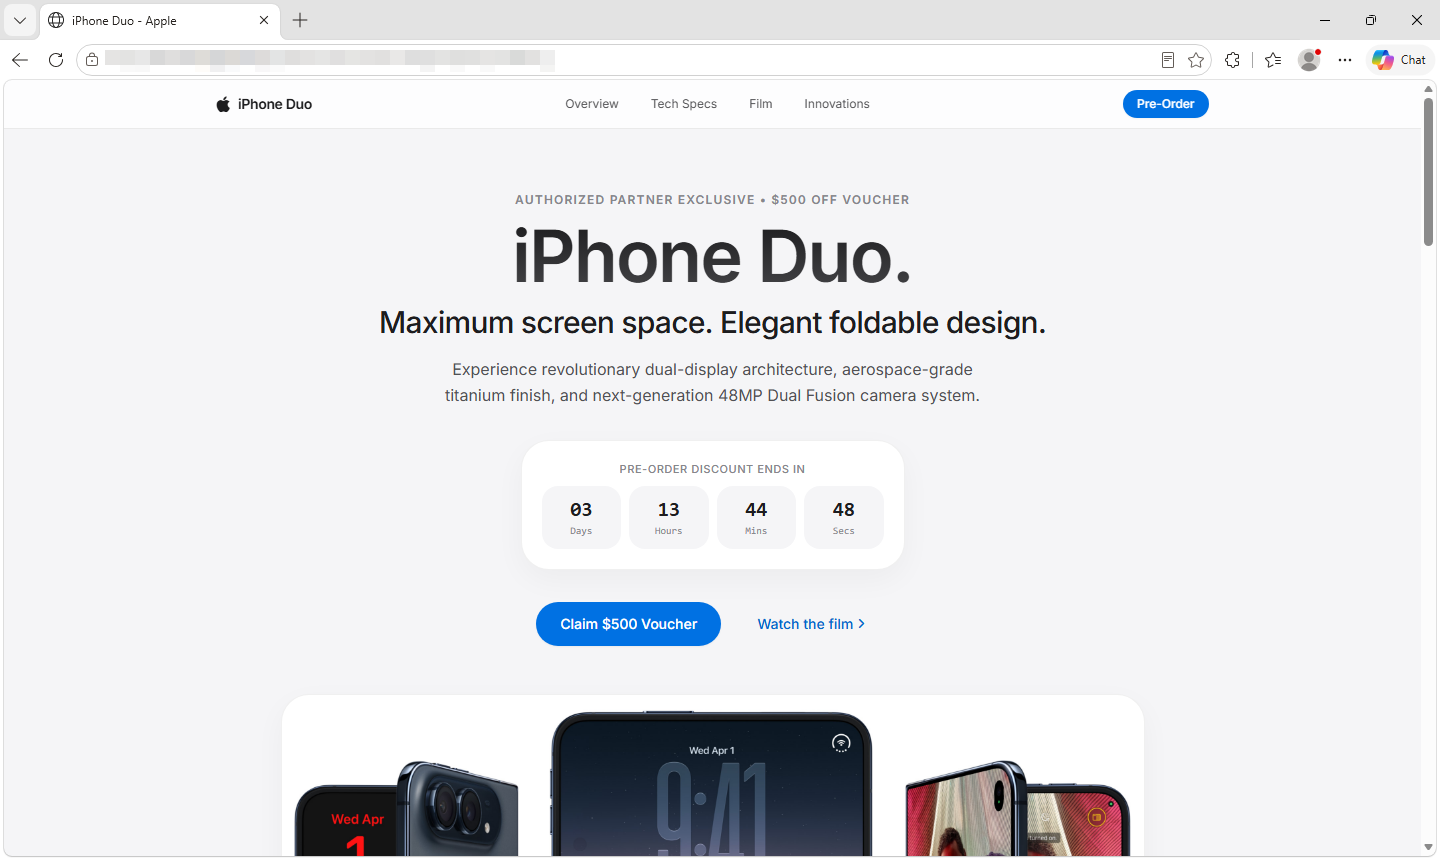 iPhone Duo - Apple
Chat
iPhone Duo
Overview
Tech Specs
Film
Innovations
Pre-Order
AUTHORIZED PARTNER EXCLUSIVE • $500 OFF VOUCHER
iPhone Duo.
Maximum screen space. Elegant foldable design.
Experience revolutionary dual-display architecture, aerospace-grade
titanium finish, and next-generation 48MP Dual Fusion camera system.
PRE-ORDER DISCOUNT ENDS IN
03
Days
13
Hours
44
Mins
48
Secs
Claim $500 Voucher
Watch the film
Wed Apr 1
9:41
Wed Apr
1
turned on